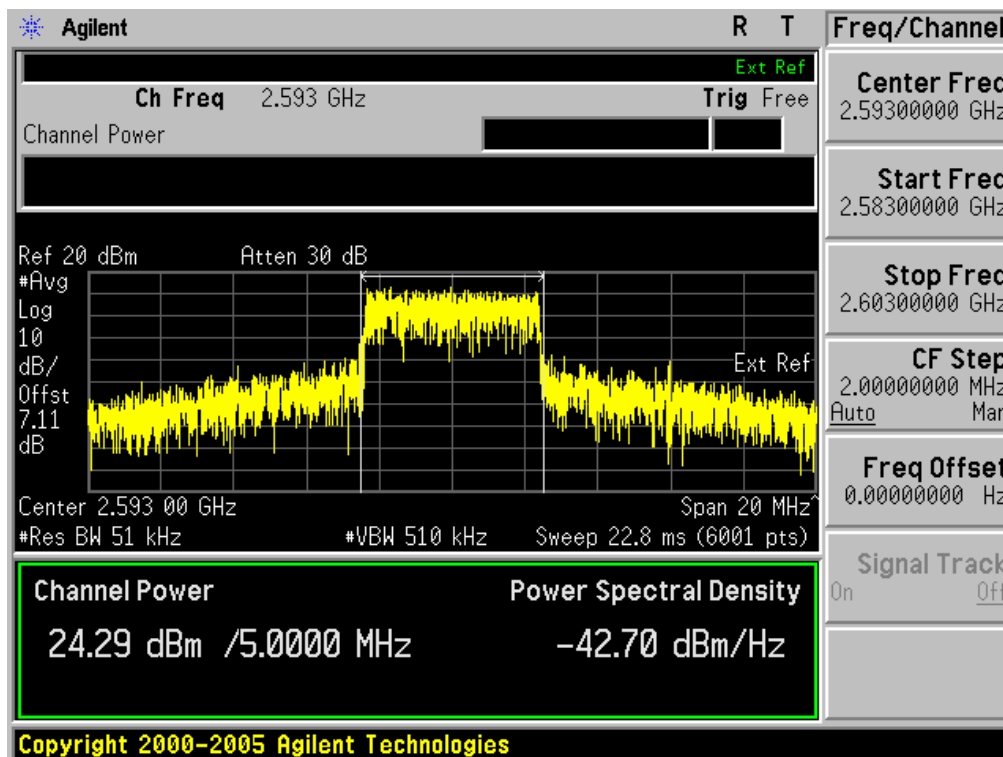 Agilent R T Freq/Channel
Ext Ref
Ch Freq 2.593 GHz Trig Free
Channel Power
Center Freq
2.59300000 GHz
Start Freq
2.58300000 GHz
Ref 20 dBm Atten 30 dB
#Avg
Log
10
dB/
Offst
7.11
dB
Ext Ref
Stop Freq
2.60300000 GHz
CF Step
2.00000000 MHz
Auto Man
Center 2.593 00 GHz Span 20 MHz^
#Res BW 51 kHz #VBW 510 kHz Sweep 22.8 ms (6001 pts)
Freq Offset
0.00000000 Hz
Channel Power Power Spectral Density
24.29 dBm /5.0000 MHz -42.70 dBm/Hz
Signal Track
On Off
Copyright 2000-2005 Agilent Technologies